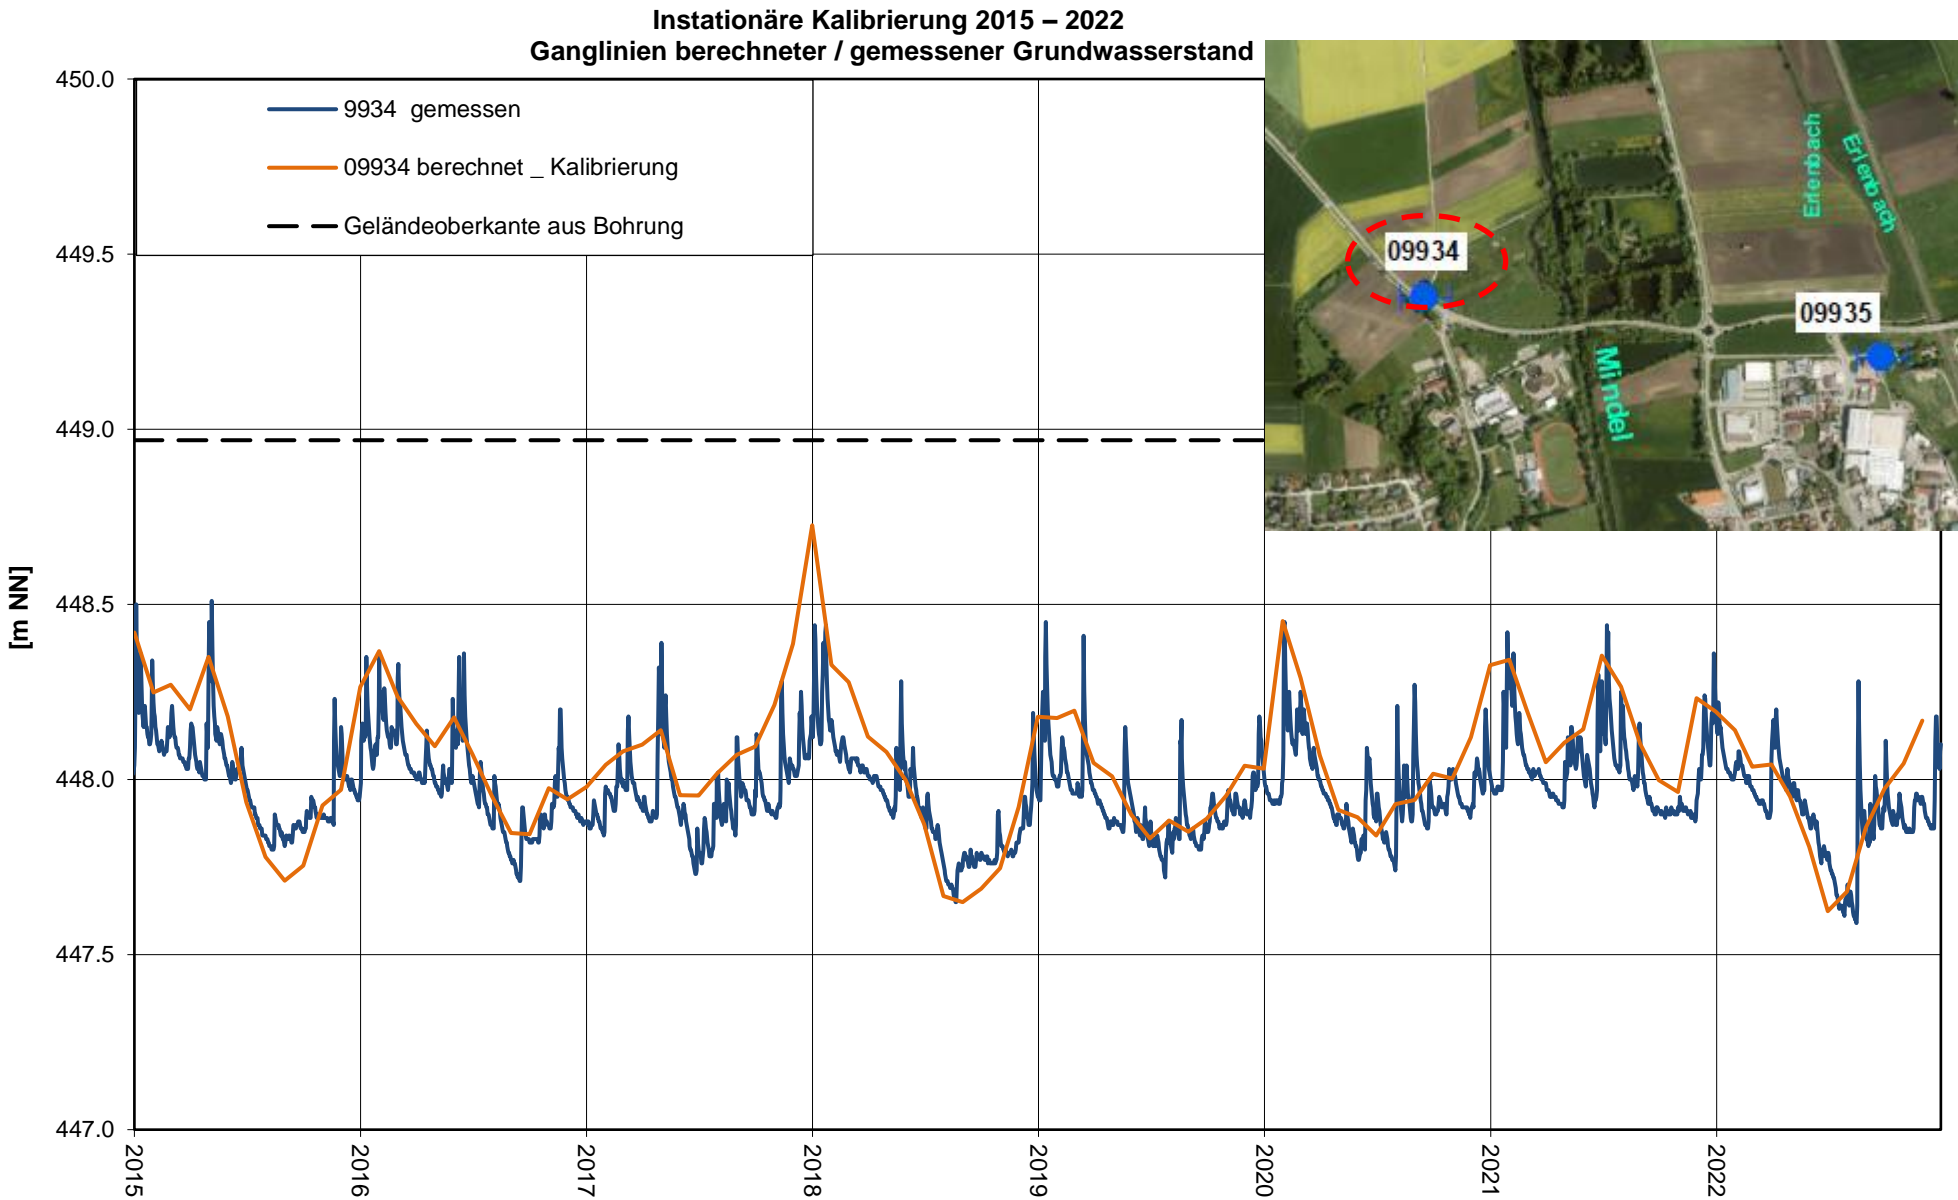 Instationäre Kalibrierung 2015 – 2022
Ganglinien berechneter / gemessener Grundwasserstand
9934 gemessen
09934 berechnet _ Kalibrierung
Geländeoberkante aus Bohrung
[m NN]
450.0
449.5
449.0
448.5
448.0
447.5
447.0
2015
2016
2017
2018
2019
2020
2021
2022
Erlenbach
Erlenbach
09934
09935
Mindel